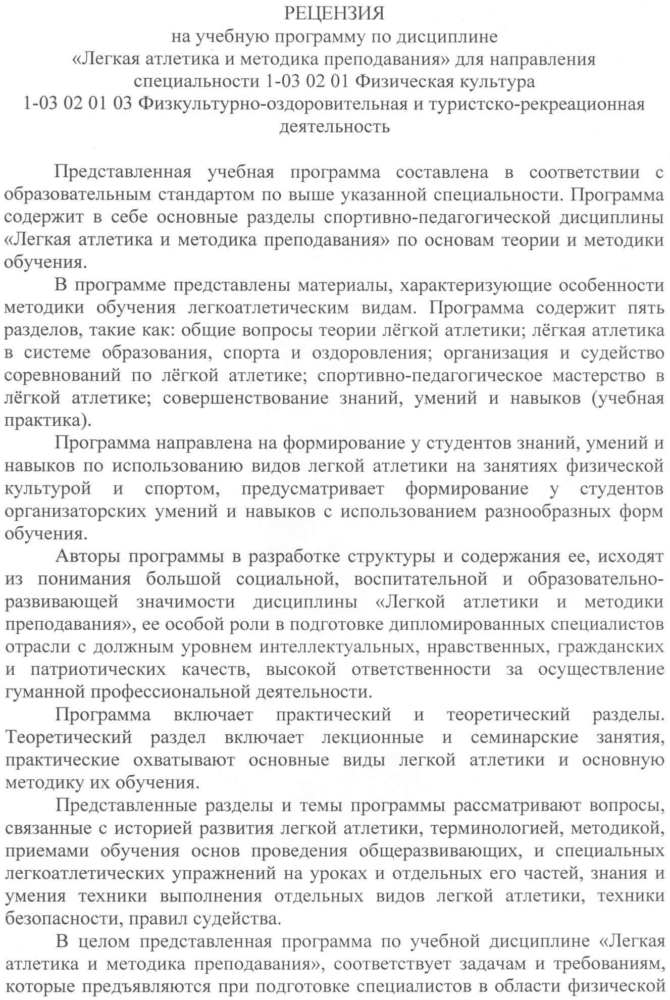 РЕЦЕНЗИЯ
на учебную программу по дисциплине
«Легкая атлетика и методика преподавания» для направления
специальности 1-03 02 01 Физическая культура
1-03 02 01 03 Физкультурно-оздоровительная и туристско-рекреационная
деятельность
Представленная учебная программа составлена в соответствии с
образовательным стандартом по выше указанной специальности. Программа
содержит в себе основные разделы спортивно-педагогической дисциплины
«Легкая атлетика и методика преподавания» по основам теории и методики
обучения.
В программе представлены материалы, характеризующие особенности
методики обучения легкоатлетическим видам. Программа содержит пять
разделов, такие как: общие вопросы теории лёгкой атлетики; лёгкая атлетика
в системе образования, спорта и оздоровления; организация и судейство
соревнований по лёгкой атлетике; спортивно-педагогическое мастерство в
лёгкой атлетике; совершенствование знаний, умений и навыков (учебная
практика).
Программа направлена на формирование у студентов знаний, умений и
навыков по использованию видов легкой атлетики на занятиях физической
культурой и спортом, предусматривает формирование у студентов
организаторских умений и навыков с использованием разнообразных форм
обучения.
Авторы программы в разработке структуры и содержания ее, исходят
из понимания большой социальной, воспитательной и образовательно-
развивающей значимости дисциплины «Легкой атлетики и методики
преподавания», ее особой роли в подготовке дипломированных специалистов
отрасли с должным уровнем интеллектуальных, нравственных, гражданских
и патриотических качеств, высокой ответственности за осуществление
гуманной профессиональной деятельности.
Программа включает практический и теоретический разделы.
Теоретический раздел включает лекционные и семинарские занятия,
практические охватывают основные виды легкой атлетики и основную
методику их обучения.
Представленные разделы и темы программы рассматривают вопросы,
связанные с историей развития легкой атлетики, терминологией, методикой,
приемами обучения основ проведения общеразвивающих, и специальных
легкоатлетических упражнений на уроках и отдельных его частей, знания и
умения техники выполнения отдельных видов легкой атлетики, техники
безопасности, правил судейства.
В целом представленная программа по учебной дисциплине «Легкая
атлетика и методика преподавания», соответствует задачам и требованиям,
которые предъявляются при подготовке специалистов в области физической